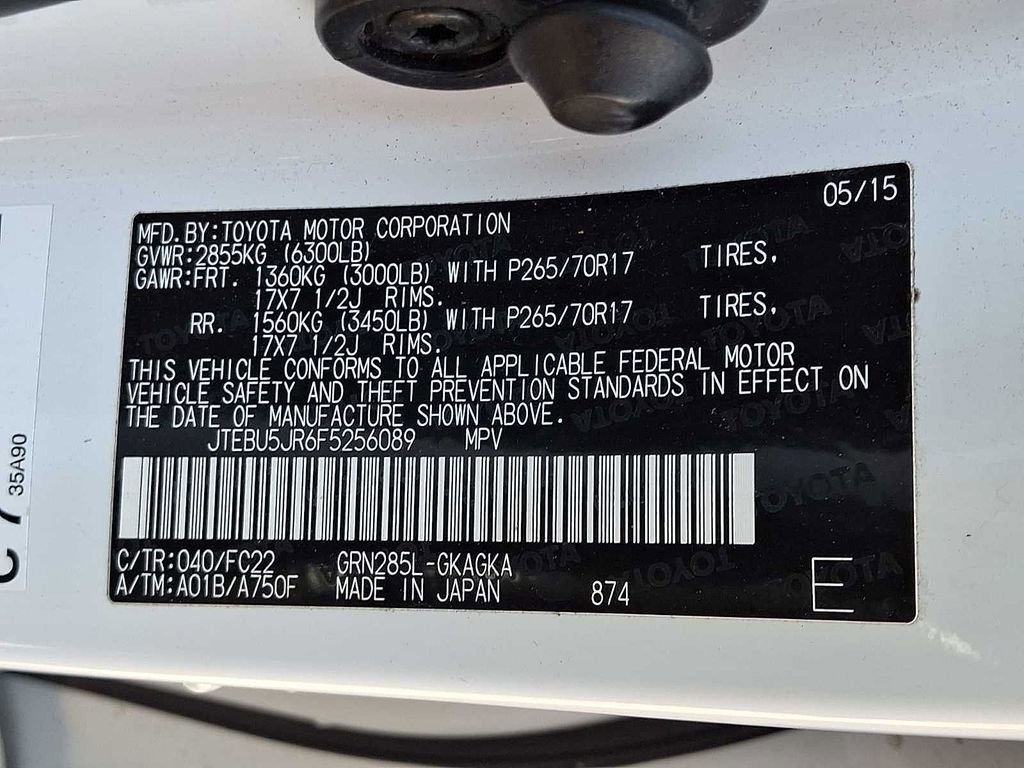 05/15
MFD.BY:TOYOTA MOTOR CORPORATION
GVWR:2855KG (6300LB)
GAWR:FRT. 1360KG (3000LB) WITH P265/70R17 TIRES,
17X7 1/2J RIMS.
RR. 1560KG (3450LB) WITH P265/70R17 TIRES,
17X7 1/2J RIMS.
THIS VEHICLE CONFORMS TO ALL APPLICABLE FEDERAL MOTOR
VEHICLE SAFETY AND THEFT PREVENTION STANDARDS IN EFFECT ON
THE DATE OF MANUFACTURE SHOWN ABOVE.
JTEBU5JR6F5256089 MPV
C/TR:040/FC22 GRN285L-GKAGKA
A/TM:A01B/A750F MADE IN JAPAN 874 E
35A90